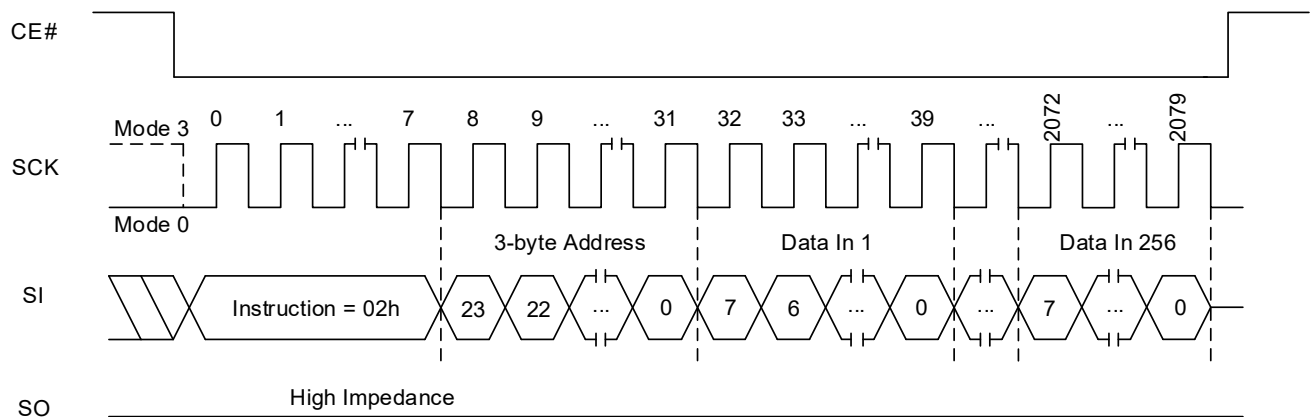 CE#
0 1 ... 7 8 9 ... 31 32 33 ... 39 ... 2072 ... 2079
Mode 3
SCK
Mode 0
3-byte Address Data In 1 Data In 256
SI Instruction = 02h 23 22 ... 0 7 6 ... 0 ... 7 ... 0
High Impedance
SO